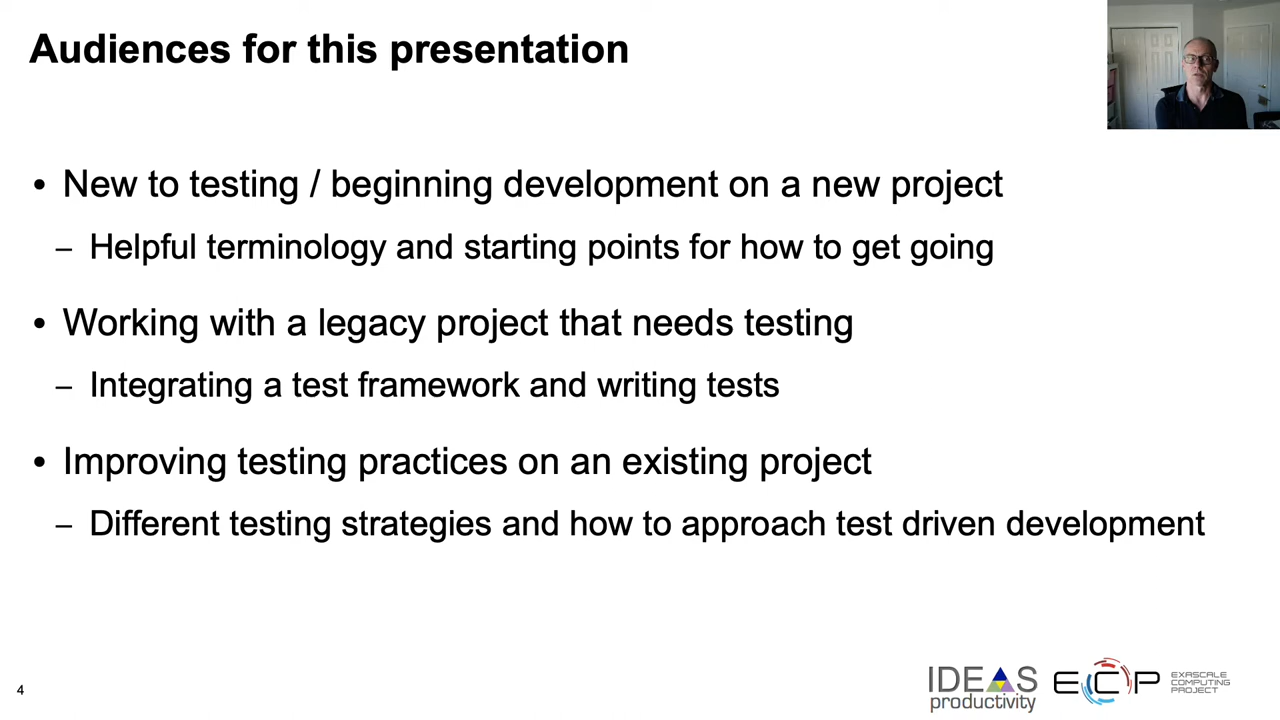 Audiences for this presentation
• New to testing / beginning development on a new project
– Helpful terminology and starting points for how to get going
• Working with a legacy project that needs testing
– Integrating a test framework and writing tests
• Improving testing practices on an existing project
– Different testing strategies and how to approach test driven development
4
IDEAS
productivity
ECP
EXASCALE
COMPUTING
PROJECT